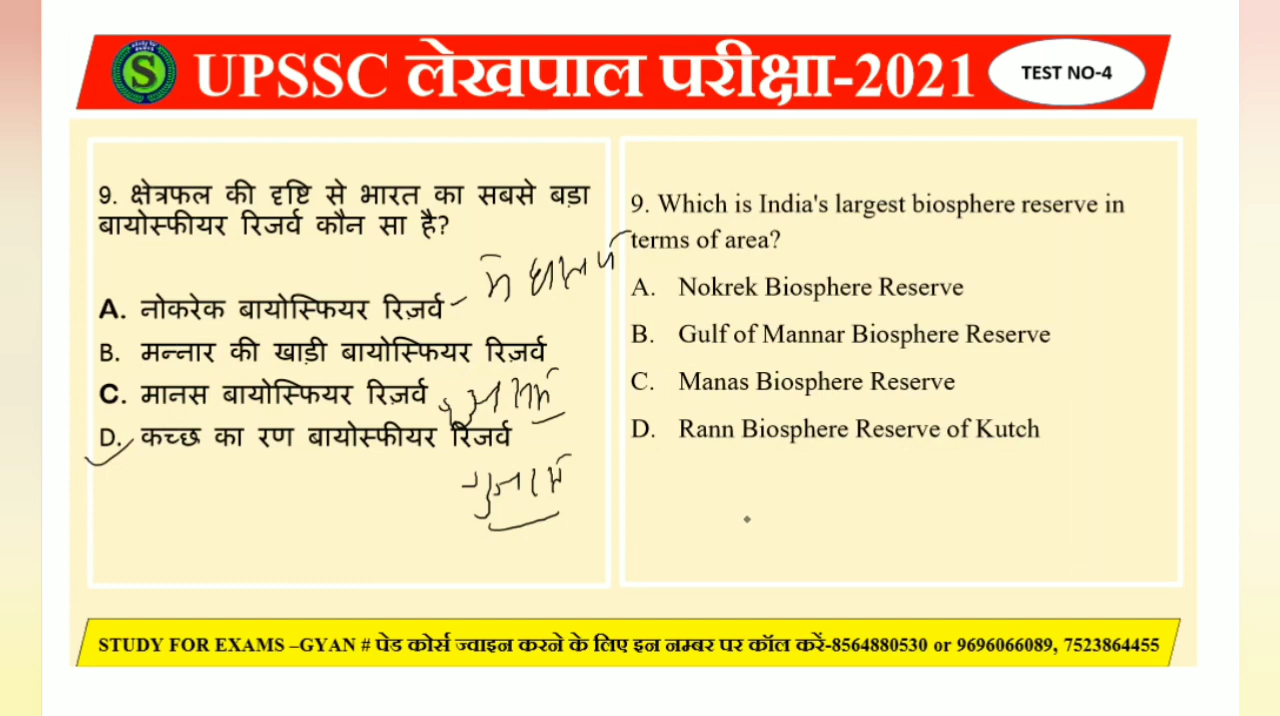 UPSSC लेखपाल परीक्षा-2021
TEST NO-4
9. क्षेत्रफल की दृष्टि से भारत का सबसे बड़ा
बायोस्फीयर रिजर्व कौन सा है?
A. नोकरेक बायोस्फियर रिज़र्व
B. मन्नार की खाड़ी बायोस्फियर रिज़र्व
C. मानस बायोस्फियर रिज़र्व
D. कच्छ का रण बायोस्फीयर रिजर्व
9. Which is India's largest biosphere reserve in
terms of area?
A. Nokrek Biosphere Reserve
B. Gulf of Mannar Biosphere Reserve
C. Manas Biosphere Reserve
D. Rann Biosphere Reserve of Kutch
STUDY FOR EXAMS –GYAN # पेड कोर्स ज्वाइन करने के लिए इन नम्बर पर कॉल करें-8564880530 or 9696066089, 7523864455